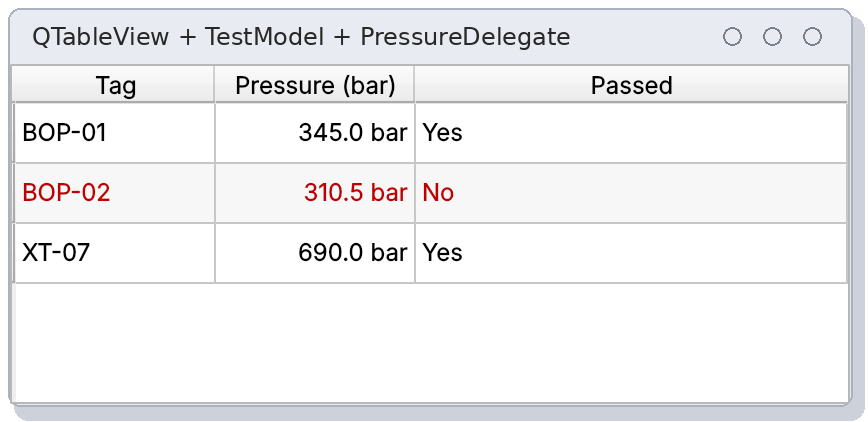 QTableView + TestModel + PressureDelegate
Tag Pressure (bar) Passed
BOP-01 345.0 bar Yes
BOP-02 310.5 bar No
XT-07 690.0 bar Yes